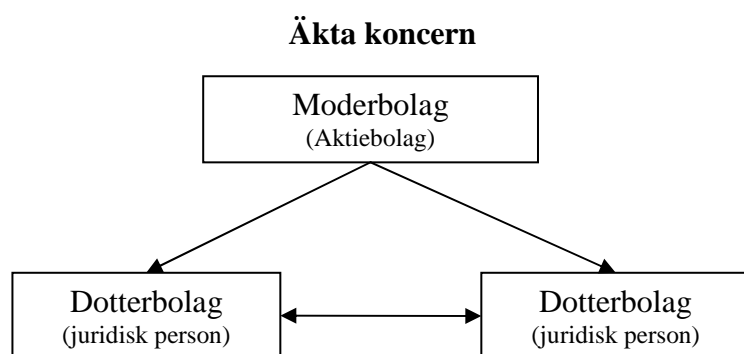 Äkta koncern
Moderbolag
(Aktiebolag)
Dotterbolag
(juridisk person)
Dotterbolag
(juridisk person)